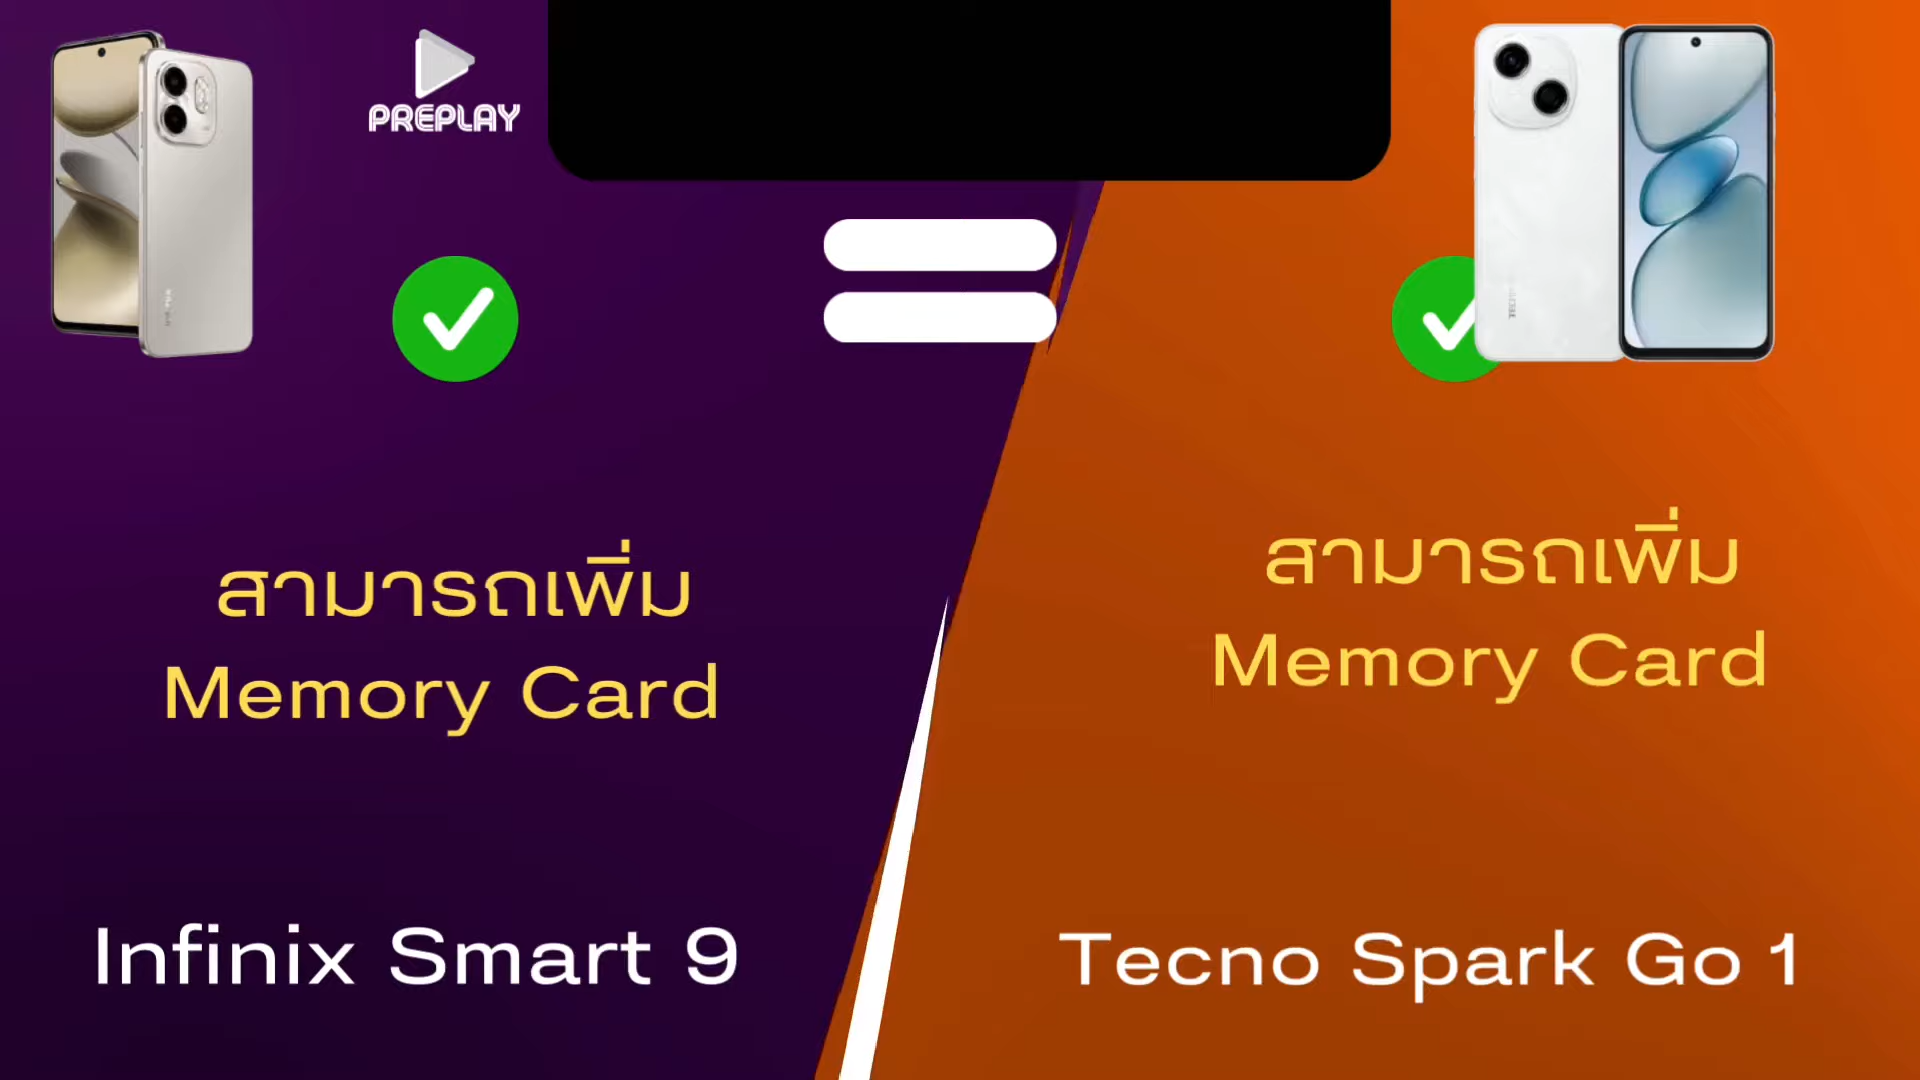 PREPLAY
สามารถเพิ่ม
Memory Card
สามารถเพิ่ม
Memory Card
Infinix Smart 9
Tecno Spark Go 1